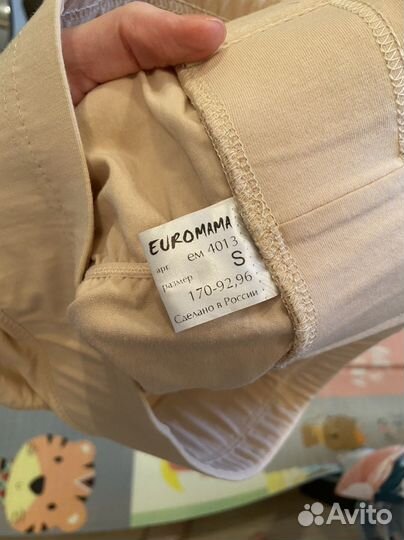 EUROMAMA
арт. ем 4013
размер S
170-92,96
Сделано в России
Avito